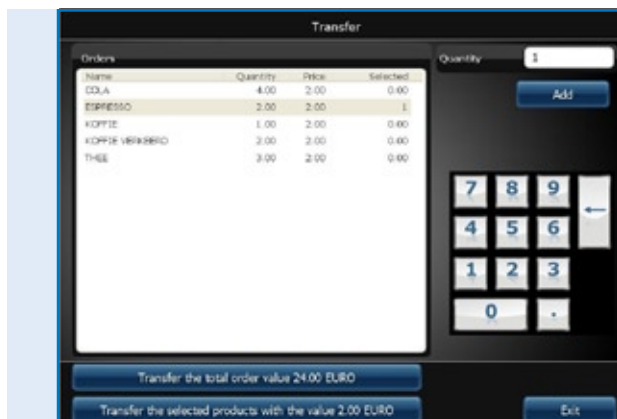 Transfer
Orders
Quantity 1
Name Quantity Price Selected
COLA 4.00 2.00 0.00
Add
ESPRESSO 2.00 2.00 1
KOFFIE 1.00 2.00 0.00
KOFFIE VERKEERD 2.00 2.00 0.00
THEE 3.00 2.00 0.00
7 8 9 ←
4 5 6
1 2 3
0 .
Transfer the total order value 24.00 EURO
Transfer the selected products with the value 2.00 EURO
Exit